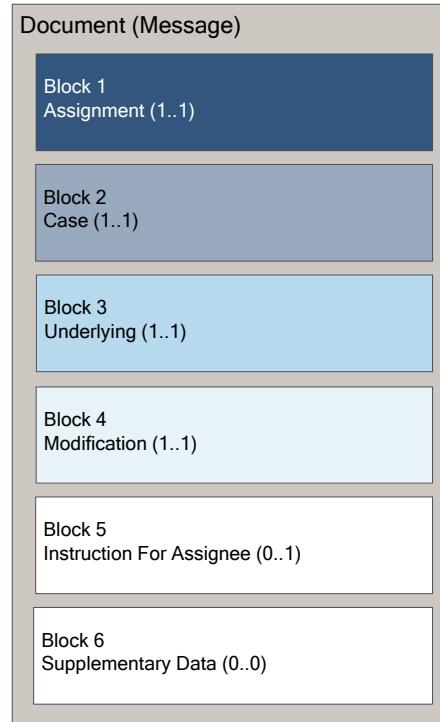 Document (Message)
Block 1
Assignment (1..1)
Block 2
Case (1..1)
Block 3
Underlying (1..1)
Block 4
Modification (1..1)
Block 5
Instruction For Assignee (0..1)
Block 6
Supplementary Data (0..0)